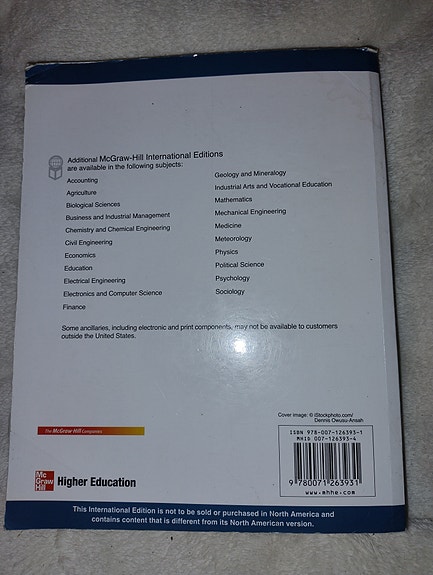 Additional McGraw-Hill International Editions
are available in the following subjects:
Accounting
Agriculture
Biological Sciences
Business and Industrial Management
Chemistry and Chemical Engineering
Civil Engineering
Economics
Education
Electrical Engineering
Electronics and Computer Science
Finance
Geology and Mineralogy
Industrial Arts and Vocational Education
Mathematics
Mechanical Engineering
Medicine
Meteorology
Physics
Political Science
Psychology
Sociology
Some ancillaries, including electronic and print components, may not be available to customers
outside the United States.
Cover image: © iStockphoto.com/
Dennis Owusu-Ansah
The McGraw-Hill Companies
ISBN 978-007-126393-1
MHID 007-126393-4
9 780071 263931
www.mhhe.com
Mc
Graw
Hill
Higher Education
This International Edition is not to be sold or purchased in North America and
contains content that is different from its North American version.